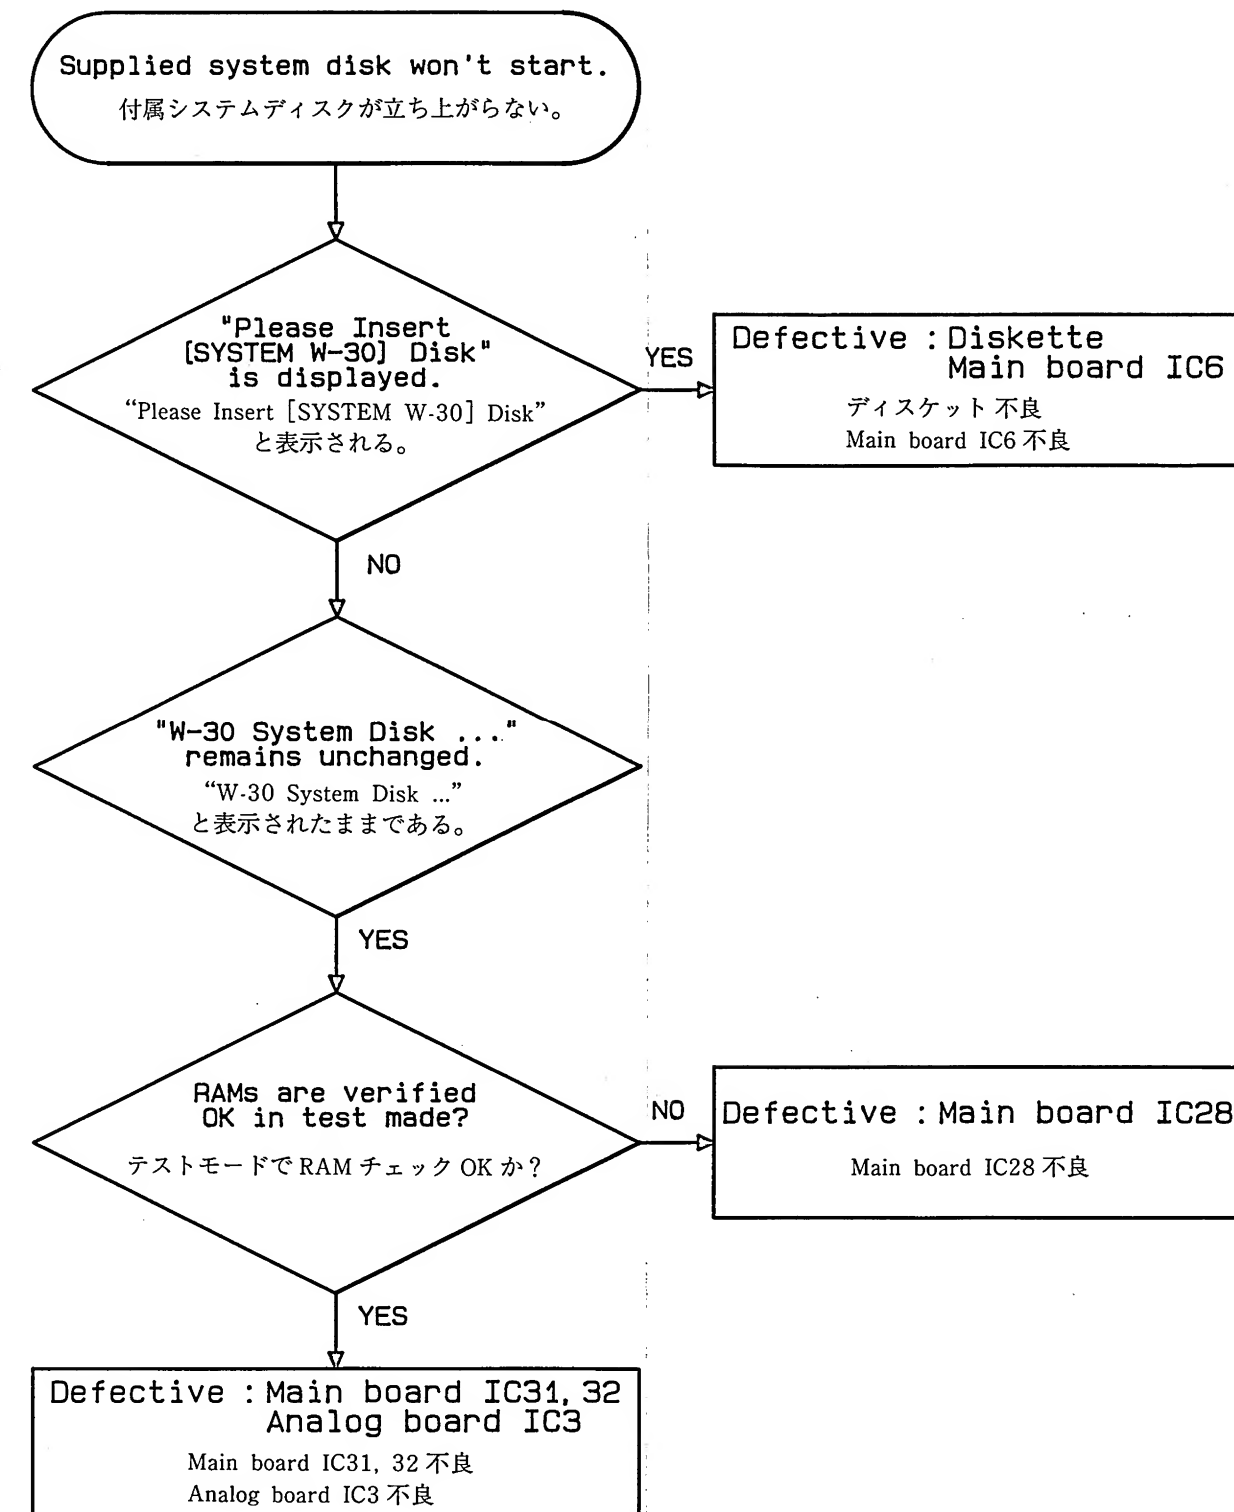 Supplied system disk won't start.
付属システムディスクが立ち上がらない。
"Please Insert
[SYSTEM W-30] Disk"
is displayed.
“Please Insert [SYSTEM W-30] Disk”
と表示される。
YES
Defective : Diskette
Main board IC6
ディスケット 不良
Main board IC6 不良
NO
"W-30 System Disk ..."
remains unchanged.
“W-30 System Disk ...”
と表示されたままである。
YES
RAMs are verified
OK in test made?
テストモードで RAM チェック OK か？
NO
Defective : Main board IC28
Main board IC28 不良
YES
Defective : Main board IC31, 32
Analog board IC3
Main board IC31, 32 不良
Analog board IC3 不良